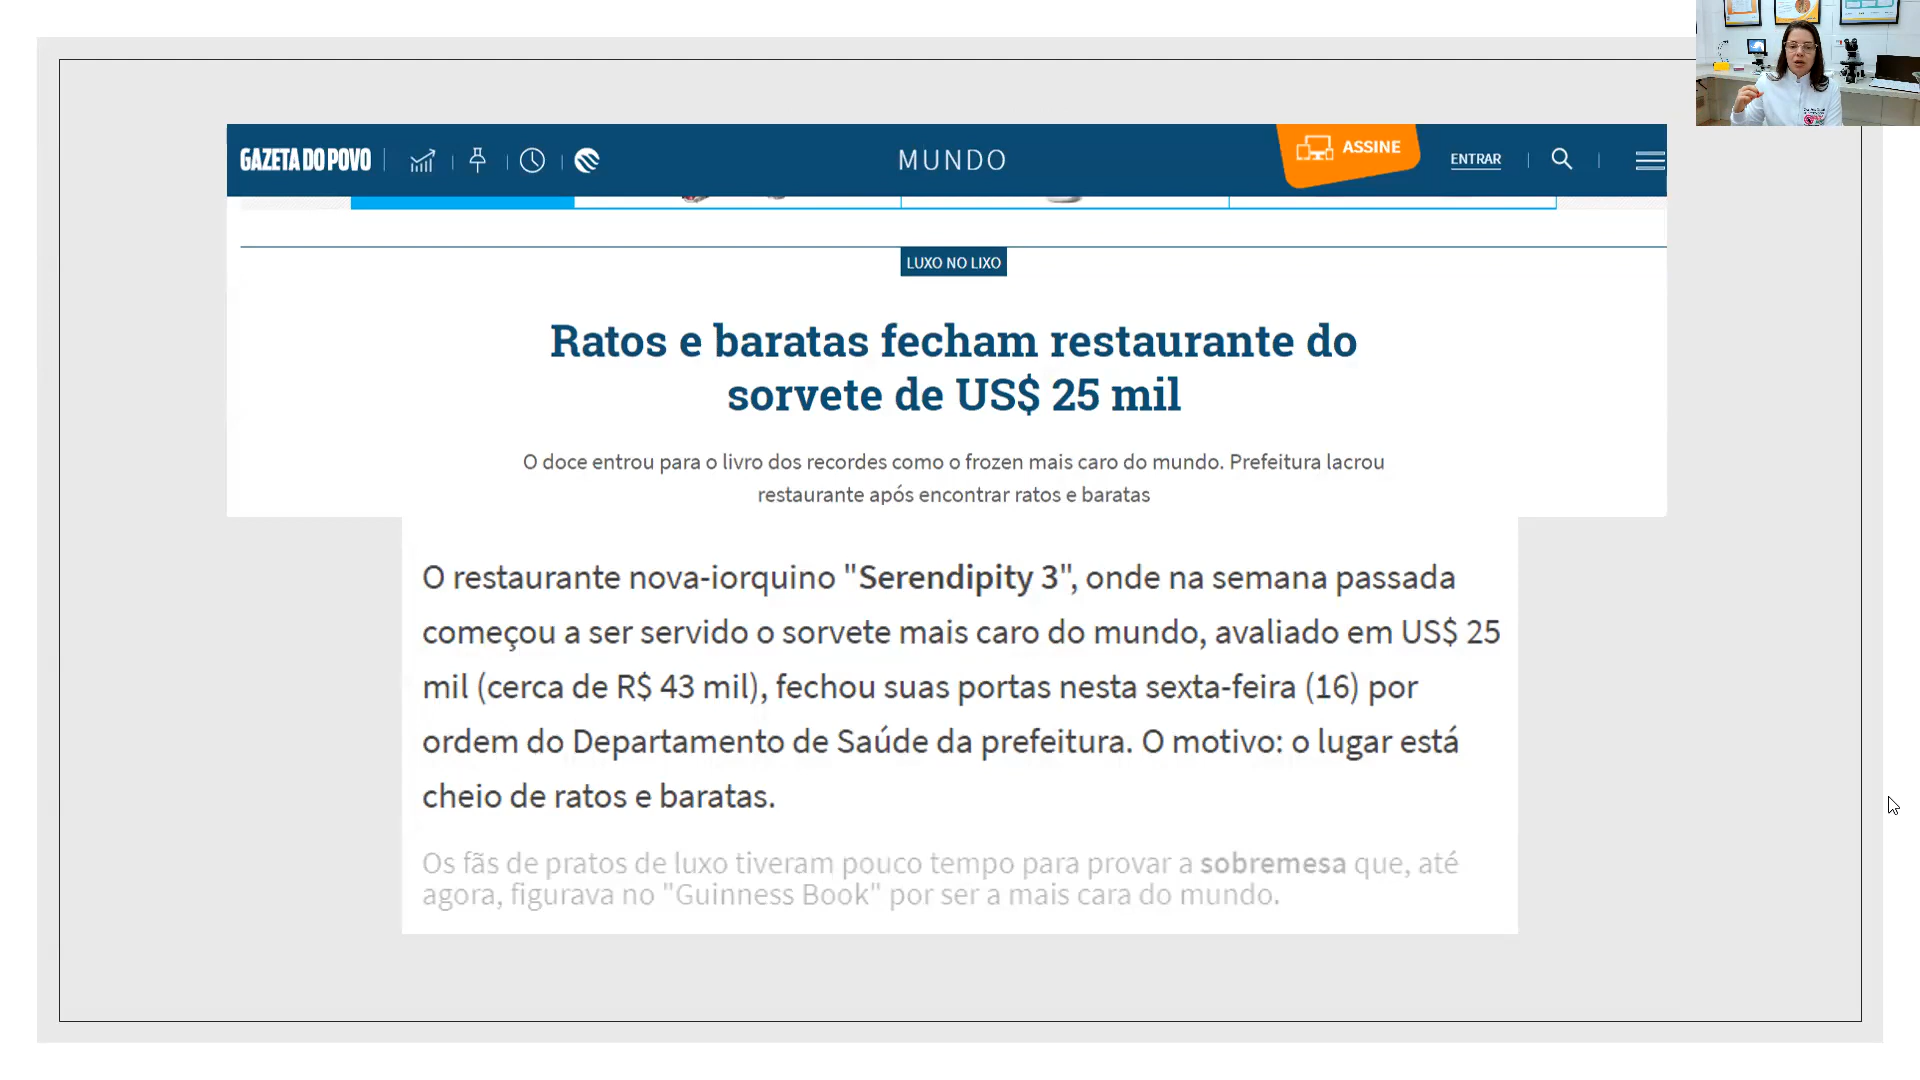 GAZETA DO POVO
MUNDO
ASSINE
ENTRAR
LUXO NO LIXO
Ratos e baratas fecham restaurante do
sorvete de US$ 25 mil
O doce entrou para o livro dos recordes como o frozen mais caro do mundo. Prefeitura lacrou
restaurante após encontrar ratos e baratas
O restaurante nova-iorquino "Serendipity 3", onde na semana passada
começou a ser servido o sorvete mais caro do mundo, avaliado em US$ 25
mil (cerca de R$ 43 mil), fechou suas portas nesta sexta-feira (16) por
ordem do Departamento de Saúde da prefeitura. O motivo: o lugar está
cheio de ratos e baratas.
Os fãs de pratos de luxo tiveram pouco tempo para provar a sobremesa que, até
agora, figurava no "Guinness Book" por ser a mais cara do mundo.